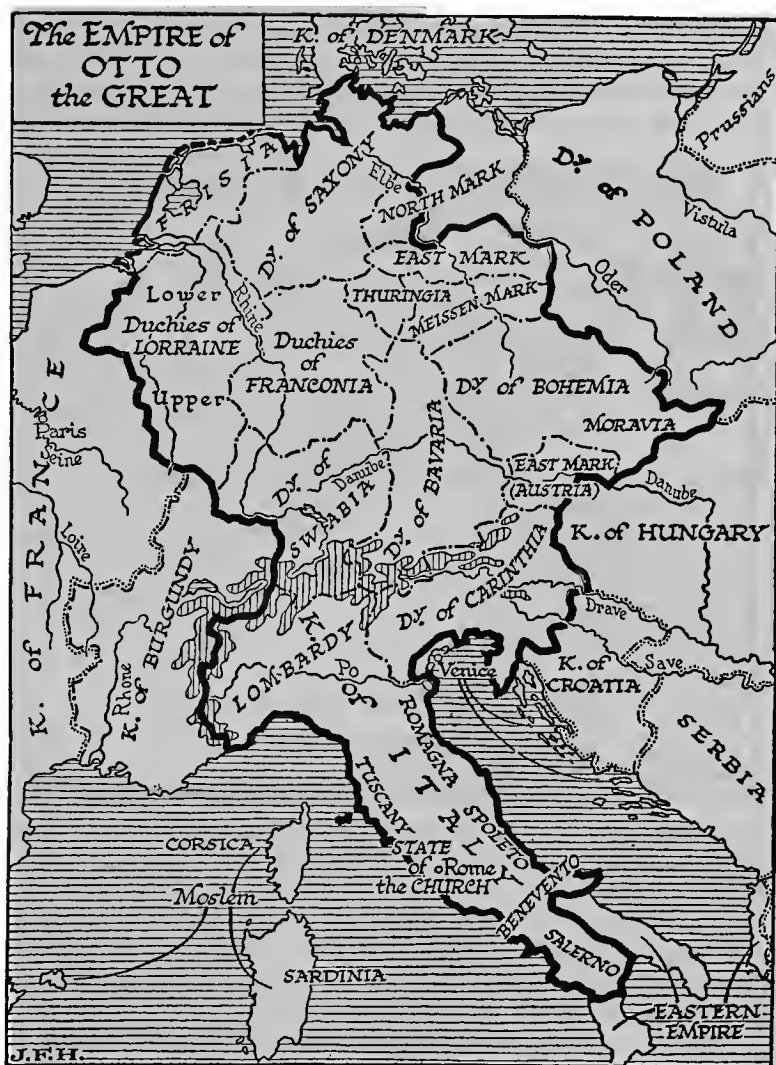 The EMPIRE of
OTTO
the GREAT
K. of DENMARK
Prussians
FRISIA
Dy. of SAXONY
Elbe
NORTH MARK
Dy. of POLAND
Vistula
Oder
EAST MARK
THURINGIA
MEISSEN MARK
Lower
Duchies of
LORRAINE
Upper
Rhine
Duchies
of
FRANCONIA
Dy. of BOHEMIA
MORAVIA
K. of FRANCE
Paris
Seine
Loire
Dy. of
SWABIA
Danube
Dy. of BAVARIA
EAST MARK
(AUSTRIA)
Danube
K. of HUNGARY
K. of BURGUNDY
Rhone
Dy. of CARINTHIA
Drave
Save
K. of
CROATIA
SERBIA
LOMBARDY
Po
Venice
K. of ITALY
ROMAGNA
TUSCANY
SPOLETO
STATE
of Rome
the CHURCH
BENEVENTO
SALERNO
CORSICA
Moslem
SARDINIA
EASTERN
EMPIRE
J.F.H.